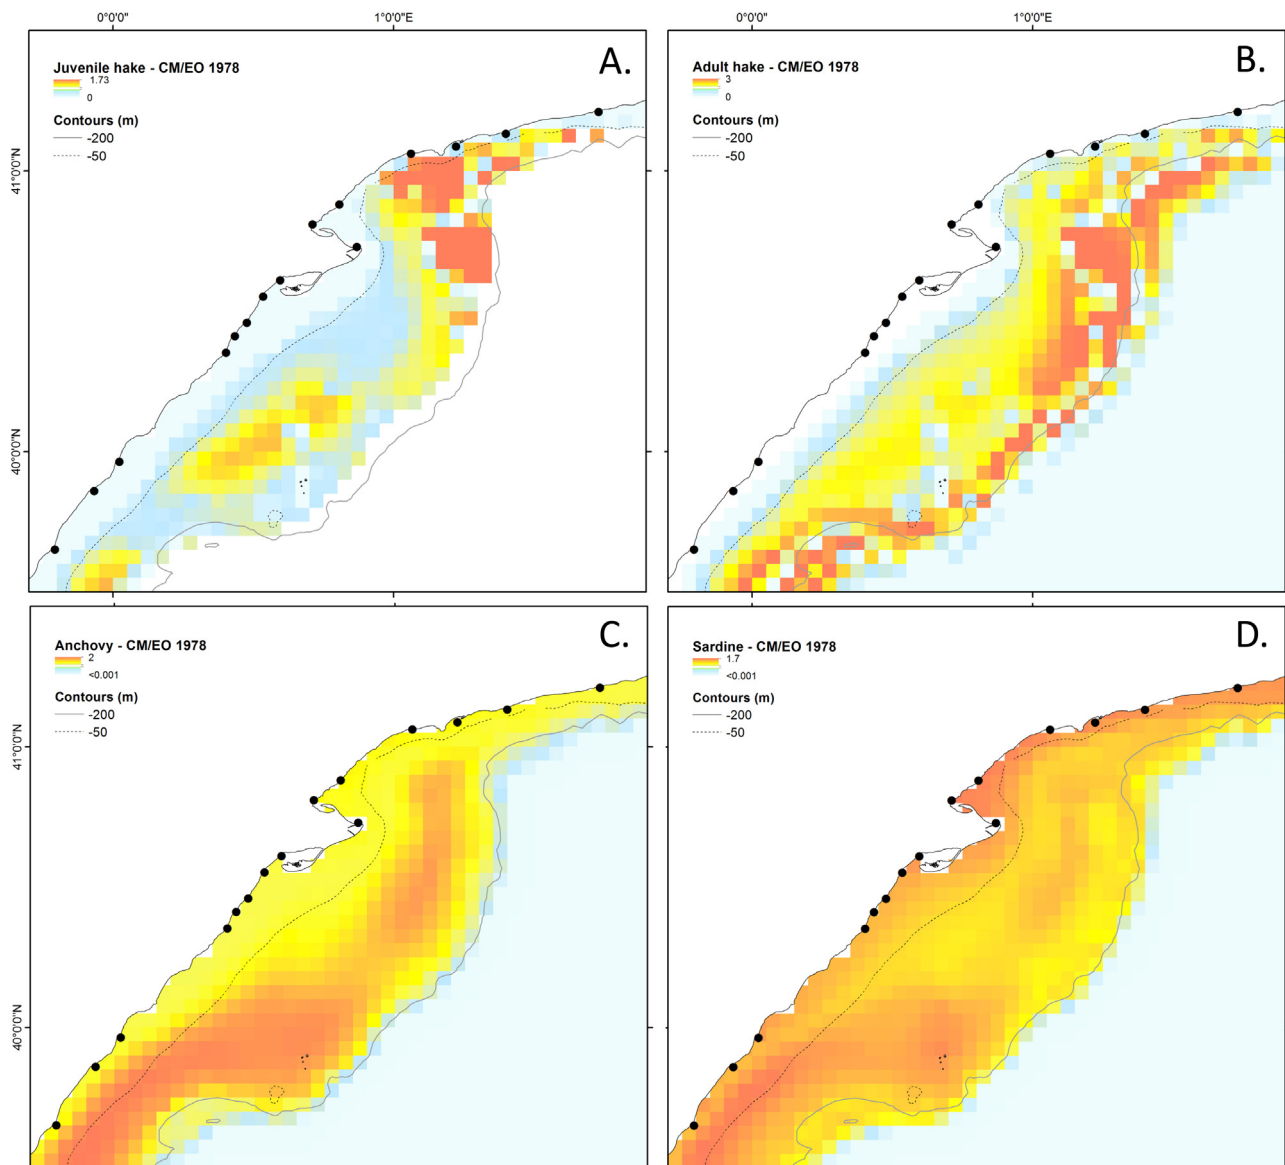 0°0'0"
1°0'0"E
0°0'0"
1°0'0"E
Juvenile hake - CM/EO 1978
1.73
0
Contours (m)
-200
-50
A.
Adult hake - CM/EO 1978
3
0
Contours (m)
-200
-50
B.
41°0'0"N
40°0'0"N
Anchovy - CM/EO 1978
2
<0.001
Contours (m)
-200
-50
C.
Sardine - CM/EO 1978
1.7
<0.001
Contours (m)
-200
-50
D.
41°0'0"N
40°0'0"N